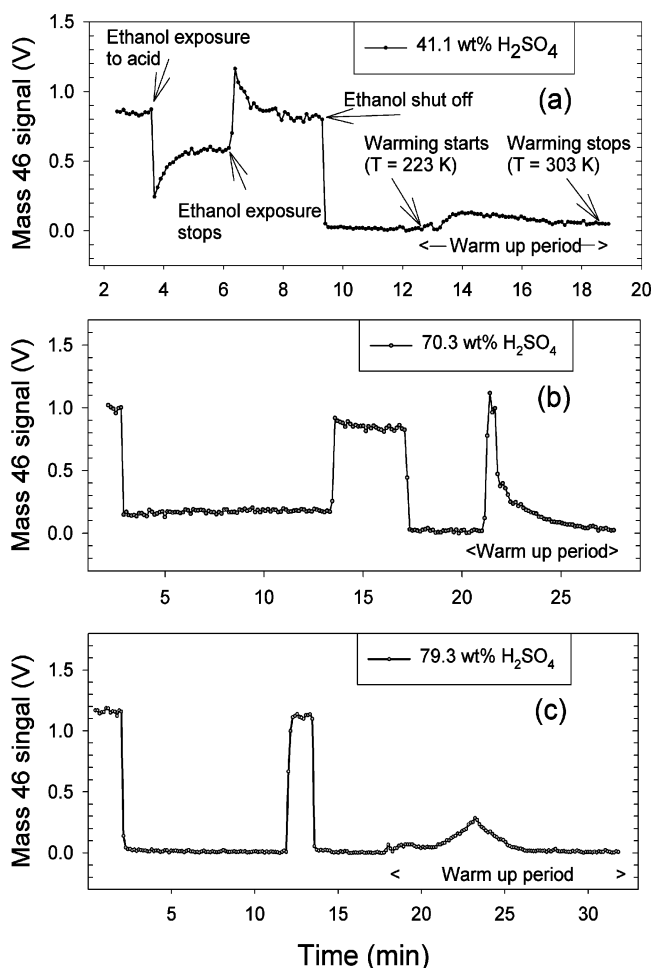 41.1 wt% H₂SO₄
(a)
Ethanol exposure
to acid
Ethanol shut off
Warming starts
(T = 223 K)
Warming stops
(T = 303 K)
Ethanol exposure
stops
<— Warm up period —>
Mass 46 signal (V)
1.5
1.0
0.5
0.0
2 4 6 8 10 12 14 16 18 20
70.3 wt% H₂SO₄
(b)
<Warm up period>
Mass 46 signal (V)
1.5
1.0
0.5
0.0
5 10 15 20 25
79.3 wt% H₂SO₄
(c)
< Warm up period >
Mass 46 singal (V)
1.5
1.0
0.5
0.0
5 10 15 20 25 30
Time (min)